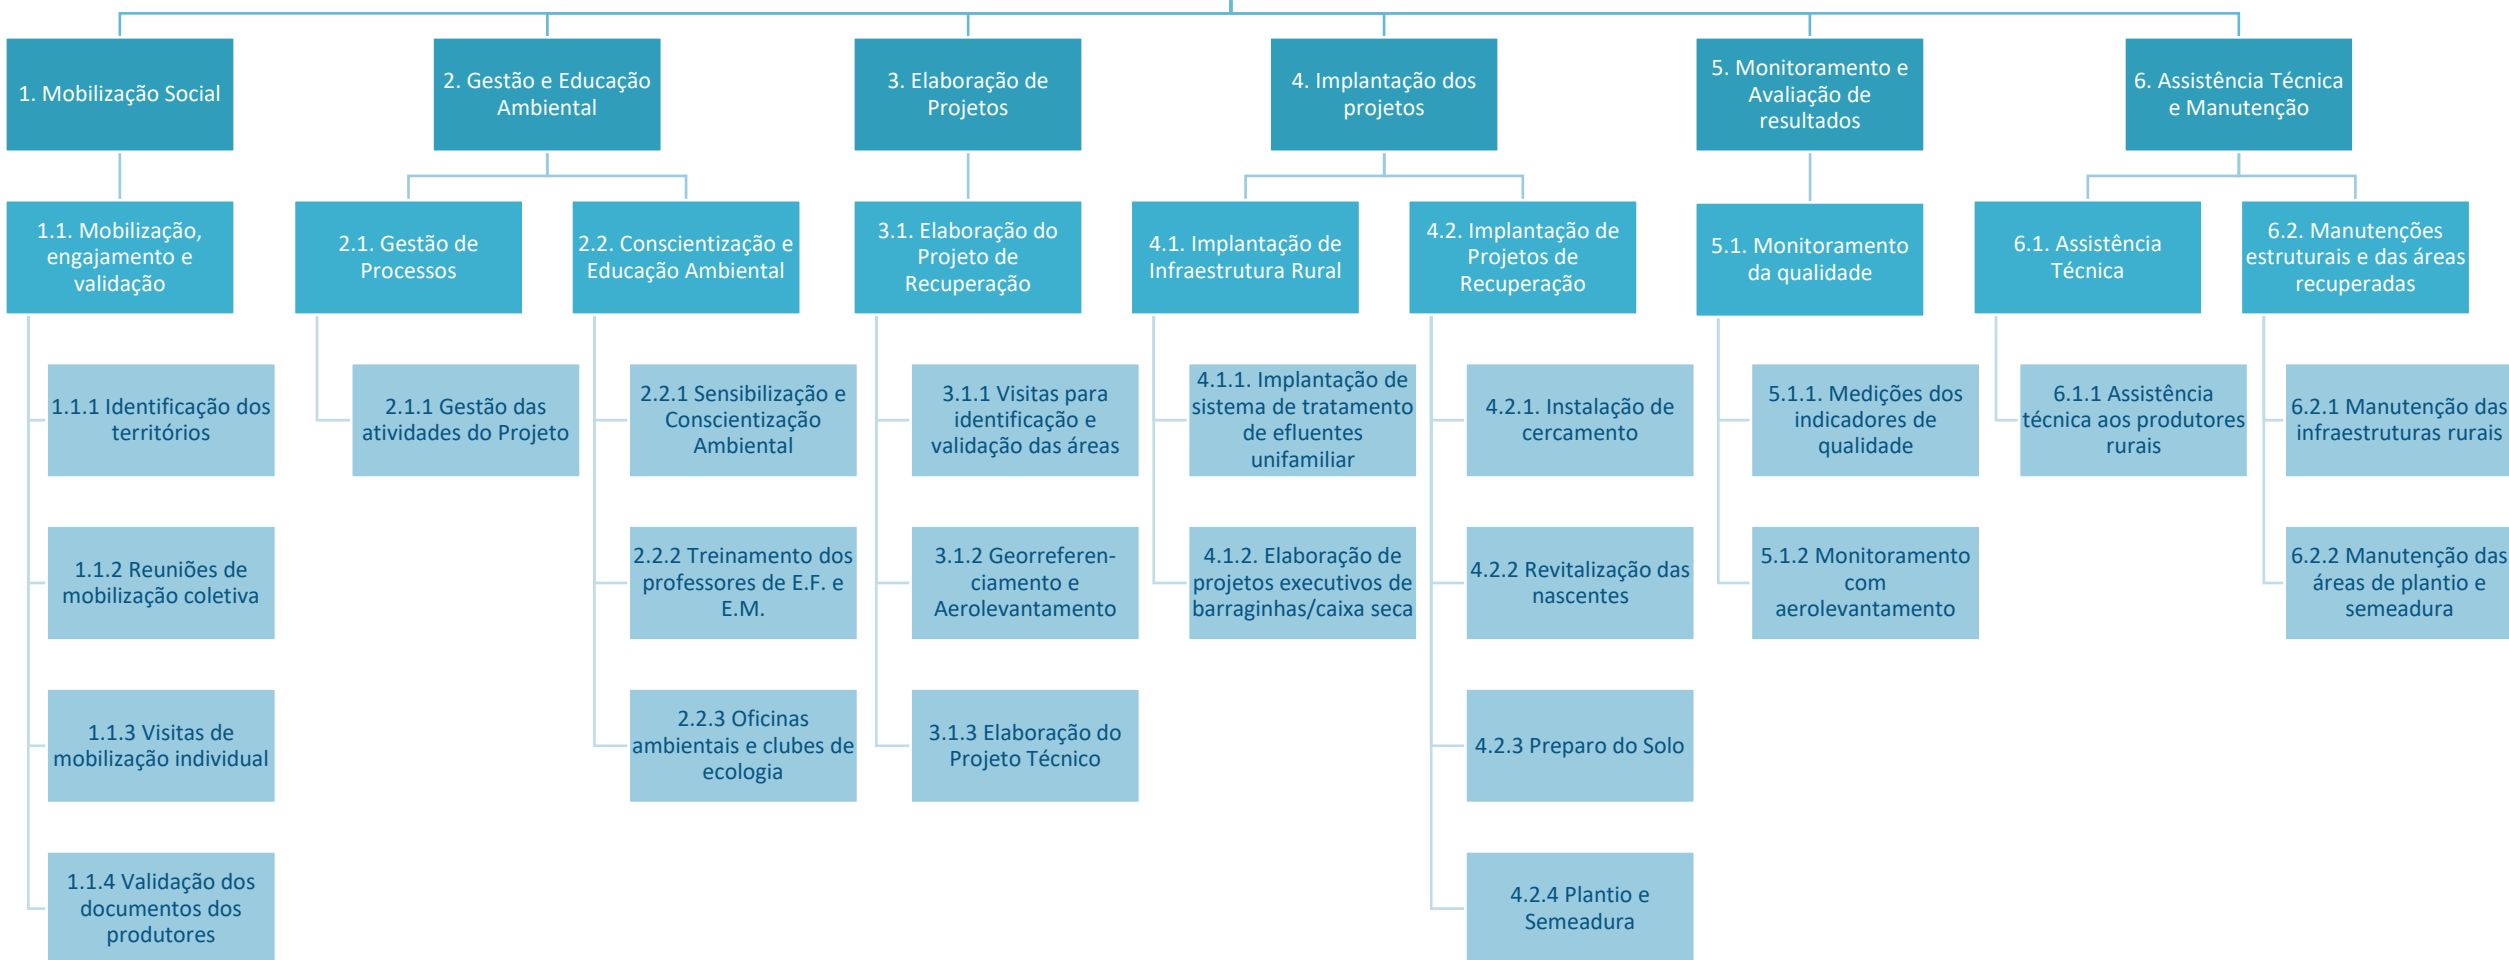 1. Mobilização Social
2. Gestão e Educação
Ambiental
3. Elaboração de
Projetos
4. Implantação dos
projetos
5. Monitoramento e
Avaliação de
resultados
6. Assistência Técnica
e Manutenção
1.1. Mobilização,
engajamento e
validação
2.1. Gestão de
Processos
2.2. Conscientização e
Educação Ambiental
3.1. Elaboração do
Projeto de
Recuperação
4.1. Implantação de
Infraestrutura Rural
4.2. Implantação de
Projetos de
Recuperação
5.1. Monitoramento
da qualidade
6.1. Assistência
Técnica
6.2. Manutenções
estruturais e das áreas
recuperadas
1.1.1 Identificação dos
territórios
2.1.1 Gestão das
atividades do Projeto
2.2.1 Sensibilização e
Conscientização
Ambiental
3.1.1 Visitas para
identificação e
validação das áreas
4.1.1. Implantação de
sistema de tratamento
de efluentes
unifamiliar
4.2.1. Instalação de
cercamento
5.1.1. Medições dos
indicadores de
qualidade
6.1.1 Assistência
técnica aos produtores
rurais
6.2.1 Manutenção das
infraestruturas rurais
1.1.2 Reuniões de
mobilização coletiva
2.2.2 Treinamento dos
professores de E.F. e
E.M.
3.1.2 Georreferen-
ciamento e
Aerolevantamento
4.1.2. Elaboração de
projetos executivos de
barraginhas/caixa seca
4.2.2 Revitalização das
nascentes
5.1.2 Monitoramento
com
aerolevantamento
6.2.2 Manutenção das
áreas de plantio e
semeadura
1.1.3 Visitas de
mobilização individual
2.2.3 Oficinas
ambientais e clubes de
ecologia
3.1.3 Elaboração do
Projeto Técnico
4.2.3 Preparo do Solo
1.1.4 Validação dos
documentos dos
produtores
4.2.4 Plantio e
Semeadura